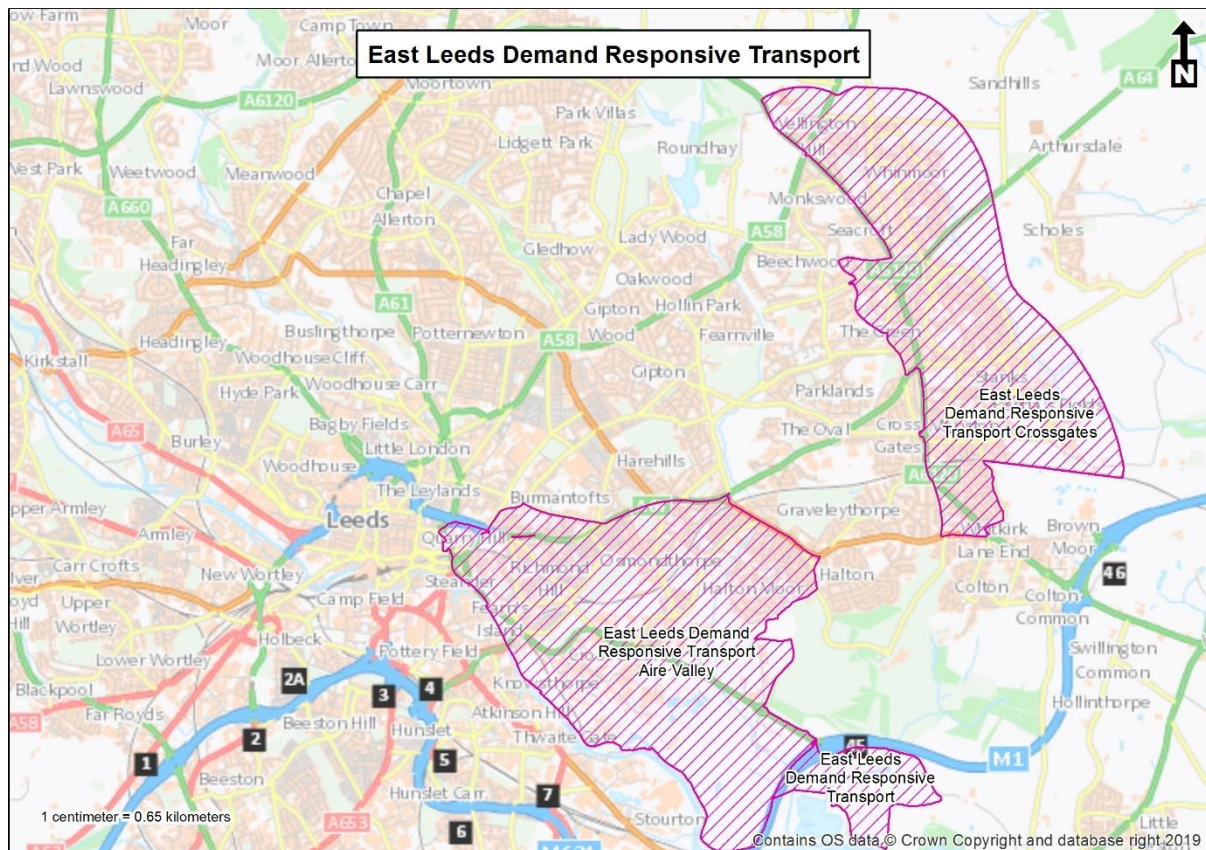 East Leeds Demand Responsive Transport
N
ow Farm
Moor
Camp Town
Moor Allerton
Sandhills
A64
Wood
Lawnswood
A6120
Moortown
Park Villas
Wellington
Hill
Arthursdale
West Park
Weetwood
Meanwood
Lidgett Park
Roundhay
Whinmoor
A660
Chapel
Allerton
Monkswood
Far
Headingley
Gledhow
Lady Wood
A58
Seacroft
Scholes
Beechwood
Oakwood
A61
Gipton
Wood
Hollin Park
Buslingthorpe
Potternewton
Fearnville
The Green
Kirkstall
Headingley
Woodhouse Cliff
A58
Gipton
Hyde Park
Woodhouse Carr
Parklands
Stanks
East Leeds
Demand Responsive
Transport Crossgates
A65
Burley
Bagby Fields
Little London
The Oval
Cross
Gates
Woodhouse
Harehills
The Leylands
Burmantofts
Graveleythorpe
Armley
Leeds
Quarry Hill
Whitkirk
Brown
Moor
Carr Crofts
New Wortley
Steander
Richmond
Hill
Osmondthorpe
Halton Moor
Halton
Lane End
Colton
46
Upper
Wortley
Camp Field
Fearn's
Island
Colton
Common
Holbeck
Pottery Field
East Leeds Demand
Responsive Transport
Aire Valley
Lower Wortley
Knowsthorpe
Swillington
Common
Blackpool
2A
3
4
Atkinson Hill
Hollinthorpe
A58
Far Royds
Beeston Hill
Hunslet
Thwaite Gate
1
2
5
45
M1
Beeston
Hunslet Carr
East Leeds
Demand Responsive
Transport
7
1 centimeter = 0.65 kilometers
A653
6
Stourton
M621
Little
Contains OS data © Crown Copyright and database right 2019